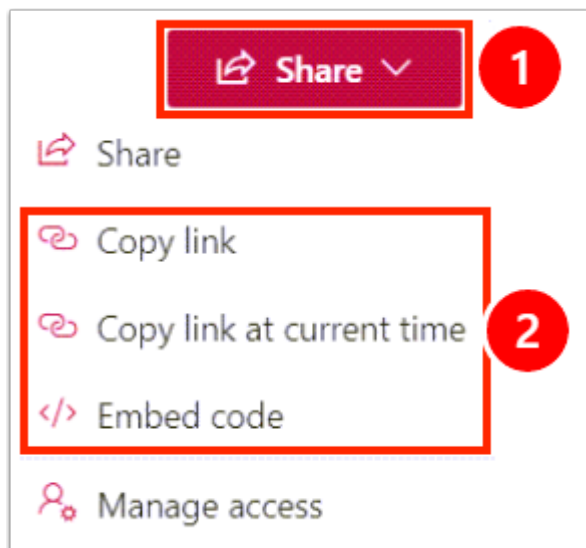 Share
1
Share
Copy link
Copy link at current time
2
Embed code
Manage access